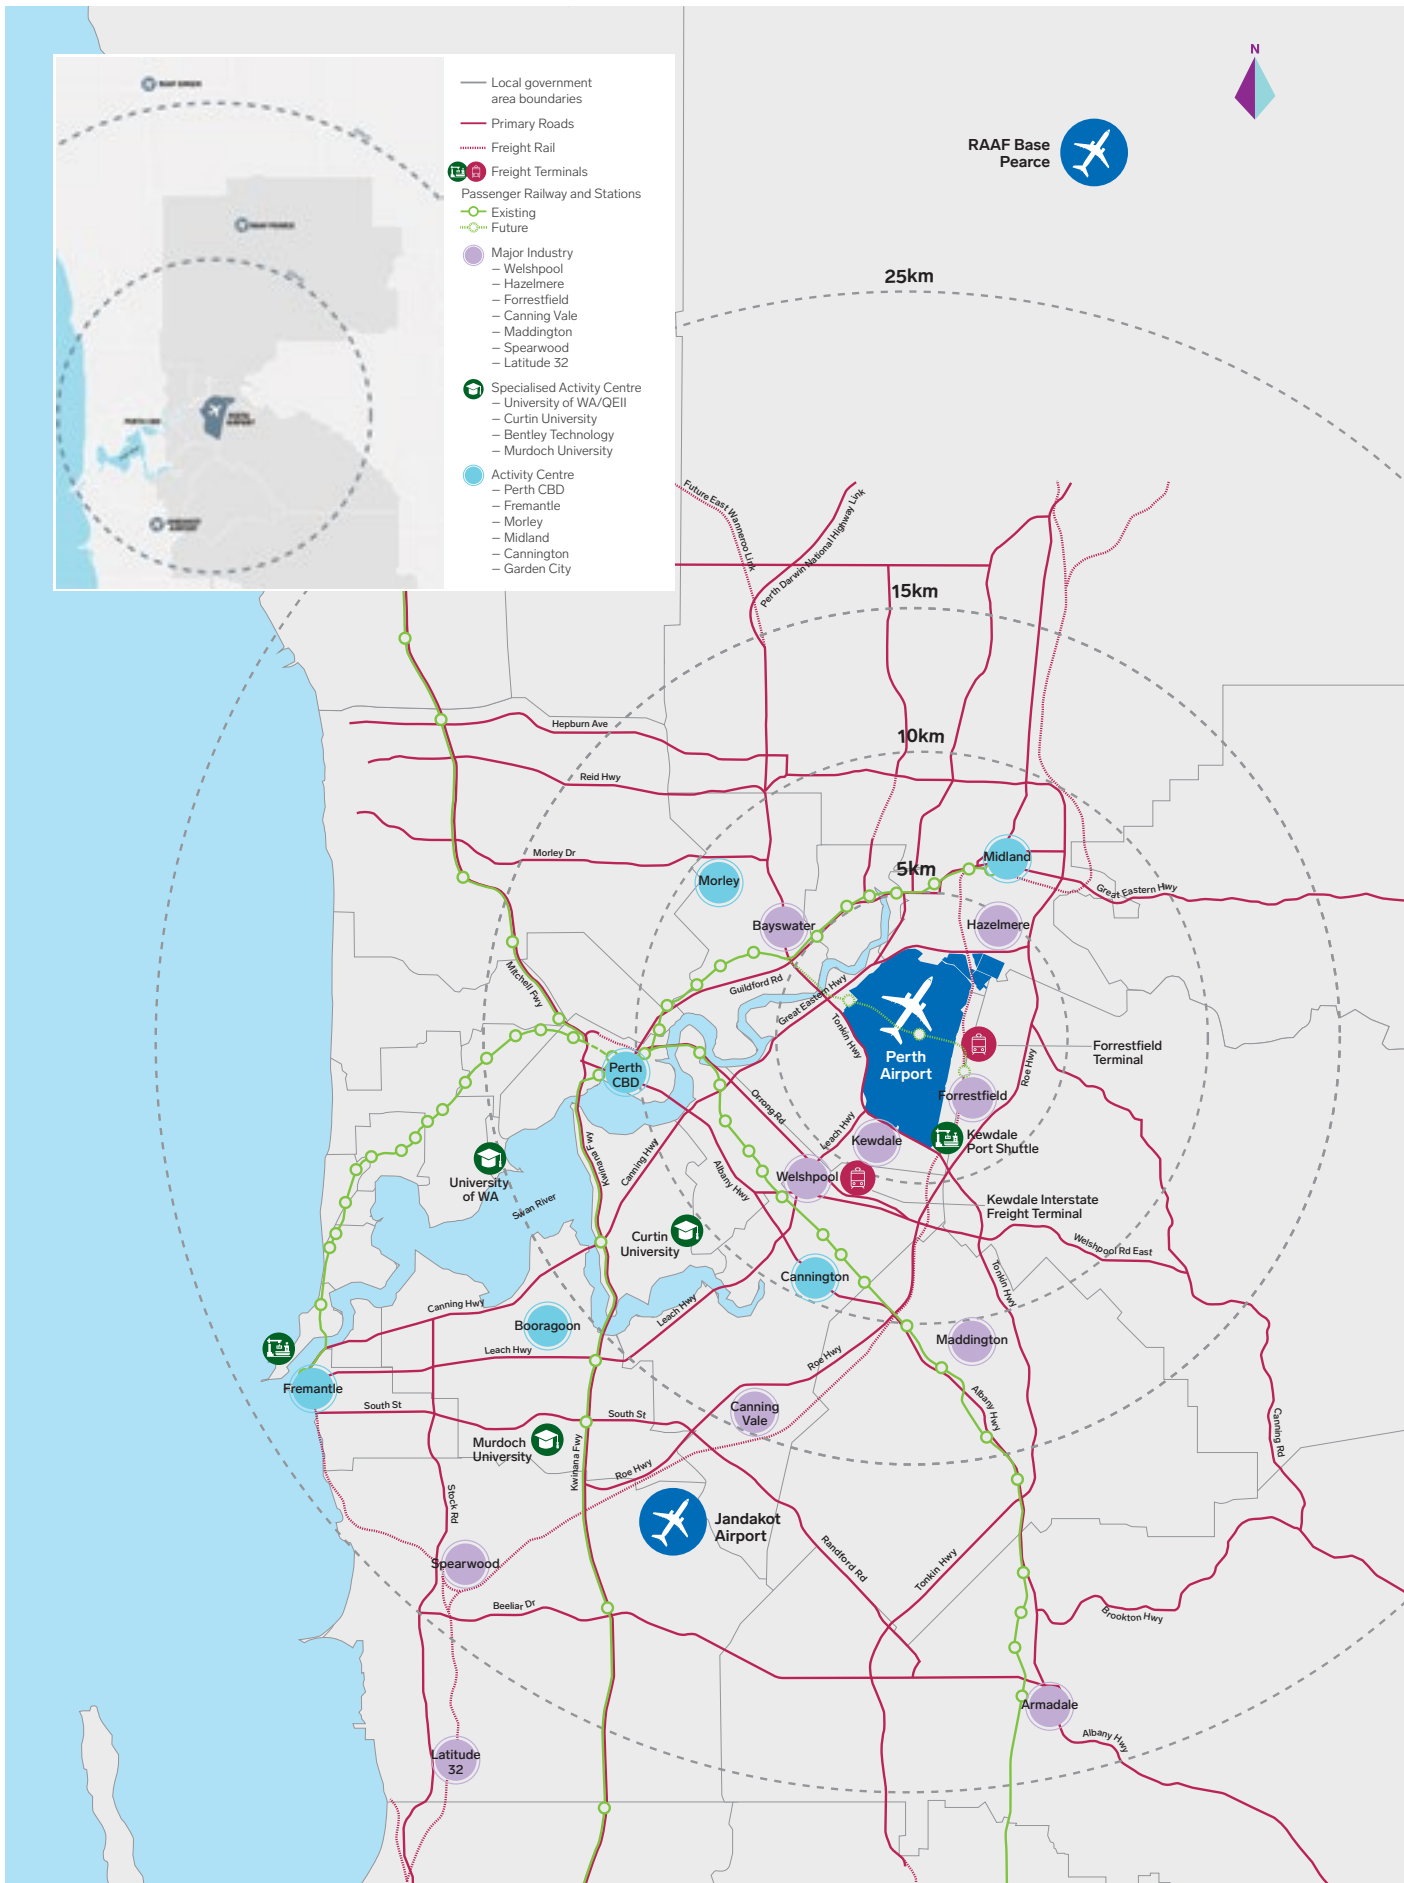 Local government
area boundaries
Primary Roads
Freight Rail
Freight Terminals
Passenger Railway and Stations
Existing
Future
Major Industry
– Welshpool
– Hazelmere
– Forrestfield
– Canning Vale
– Maddington
– Spearwood
– Latitude 32
Specialised Activity Centre
– University of WA/QEII
– Curtin University
– Bentley Technology
– Murdoch University
Activity Centre
– Perth CBD
– Fremantle
– Morley
– Midland
– Cannington
– Garden City
N
RAAF Base
Pearce
25km
Future East Wanneroo Link
Perth Darwin National Highway Link
15km
Hepburn Ave
10km
Reid Hwy
Morley Dr
5km
Midland
Morley
Great Eastern Hwy
Bayswater
Hazelmere
Mitchell Fwy
Guildford Rd
Great Eastern Hwy
Tonkin Hwy
Perth
Airport
Forrestfield
Terminal
Perth
CBD
Roe Hwy
Orrong Rd
Forrestfield
Leach Hwy
Kewdale
Kewdale
Port Shuttle
Kwinana Fwy
Canning Hwy
Albany Hwy
Welshpool
University
of WA
Swan River
Kewdale Interstate
Freight Terminal
Curtin
University
Welshpool Rd East
Cannington
Tonkin Hwy
Canning Hwy
Leach Hwy
Booragoon
Maddington
Leach Hwy
Roe Hwy
Fremantle
South St
South St
Canning
Vale
Albany Hwy
Canning Rd
Murdoch
University
Kwinana Fwy
Roe Hwy
Stock Rd
Jandakot
Airport
Randford Rd
Tonkin Hwy
Spearwood
Beeliar Dr
Brookton Hwy
Armadale
Albany Hwy
Latitude
32